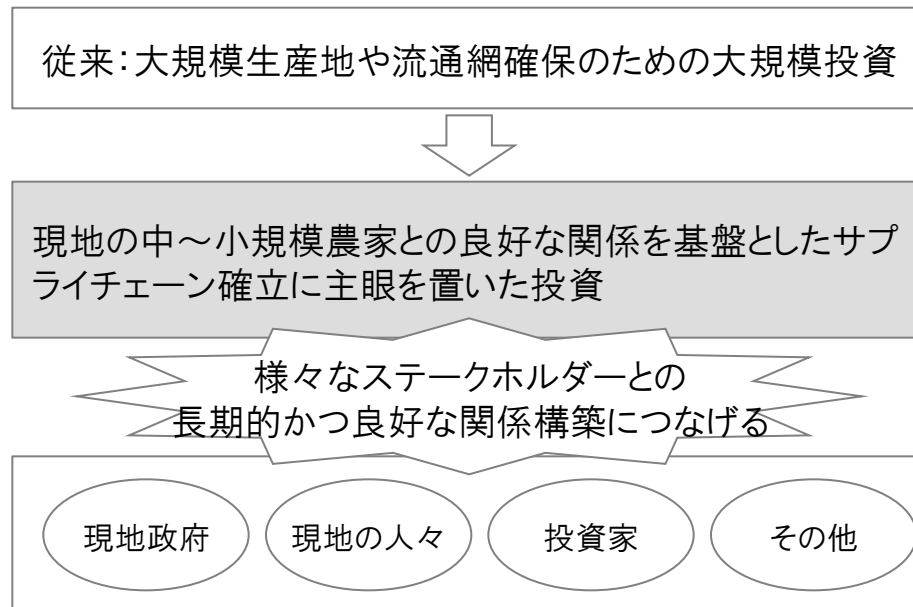 従来：大規模生産地や流通網確保のための大規模投資
現地の中～小規模農家との良好な関係を基盤としたサプ
ライチェーン確立に主眼を置いた投資
様々なステークホルダーとの
長期的かつ良好な関係構築につなげる
現地政府
現地の人々
投資家
その他